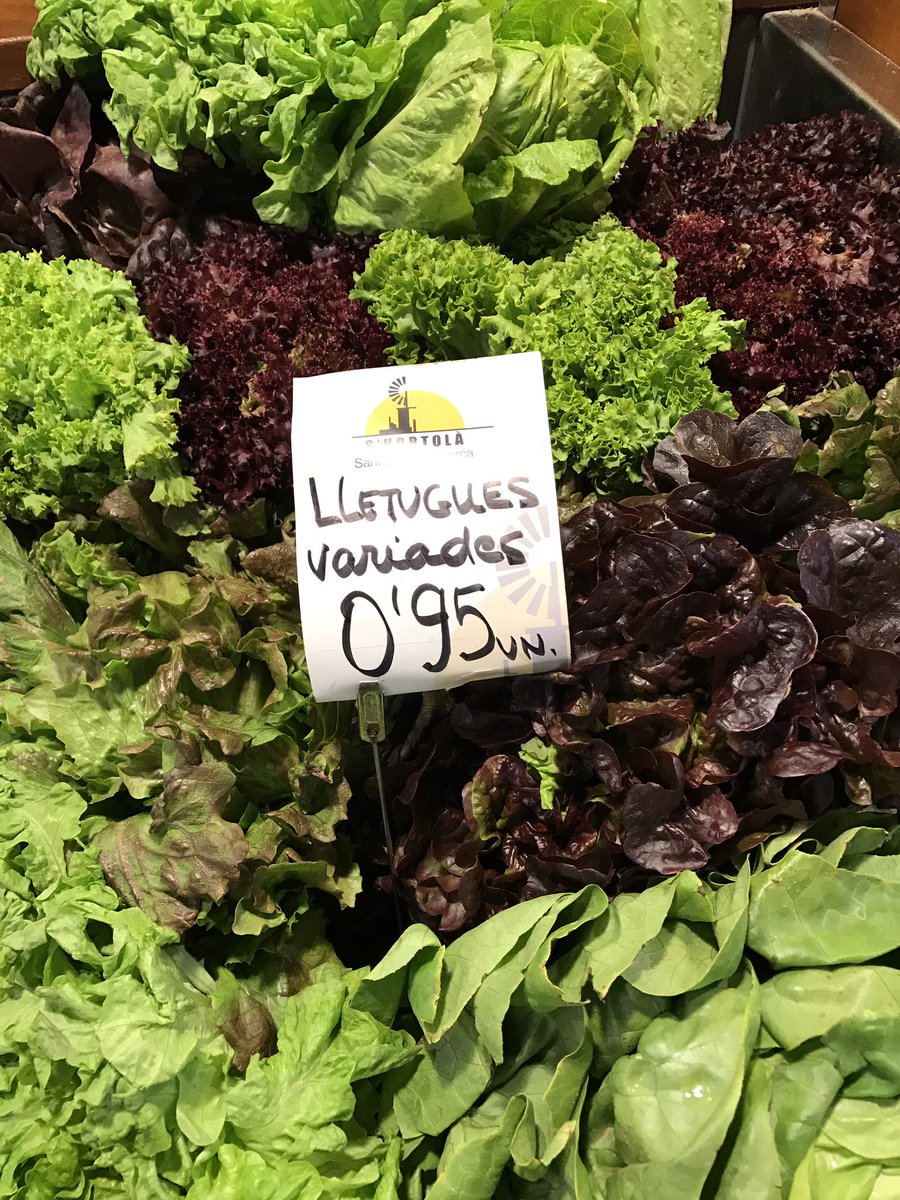 S'HORTOLÀ
LLETUGUES
variades
0'95 UN.